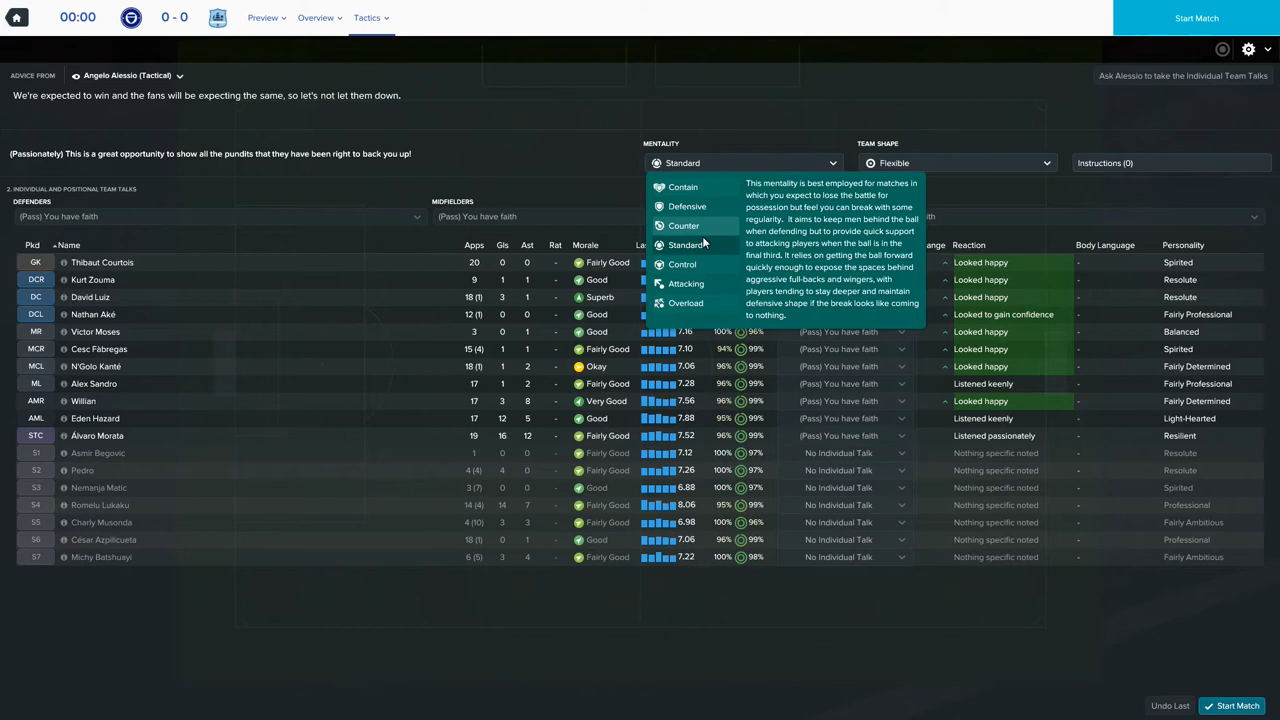 00:00 0 - 0 Preview Overview Tactics Start Match
ADVICE FROM Angelo Alessio (Tactical) Ask Alessio to take the Individual Team Talks
We're expected to win and the fans will be expecting the same, so let's not let them down.
MENTALITY TEAM SHAPE
(Passionately) This is a great opportunity to show all the pundits that they have been right to back you up! Standard Flexible Instructions (0)
Contain
Defensive
Counter
Standard
Control
Attacking
Overload
This mentality is best employed for matches in
which you expect to lose the battle for
possession but feel you can break with some
regularity. It aims to keep men behind the ball
when defending but to provide quick support
to attacking players when the ball is in the
final third. It relies on getting the ball forward
quickly enough to expose the spaces behind
aggressive full-backs and wingers, with
players tending to stay deeper and maintain
defensive shape if the break looks like coming
to nothing.
2. INDIVIDUAL AND POSITIONAL TEAM TALKS
DEFENDERS MIDFIELDERS
(Pass) You have faith (Pass) You have faith
Pkd Name Apps Gls Ast Rat Morale Reaction Body Language Personality
GK Thibaut Courtois 20 0 - - Fairly Good Looked happy - Spirited
DCR Kurt Zouma 9 1 1 - Good Looked happy - Resolute
DC David Luiz 18 (1) 3 1 - Superb Looked happy - Resolute
DCL Nathan Aké 12 (1) 1 - - Good Looked to gain confidence - Fairly Professional
MR Victor Moses 3 0 1 - Good 7.16 100% 96% (Pass) You have faith Looked happy - Balanced
MCR Cesc Fàbregas 15 (4) 1 1 - Fairly Good 7.10 94% 99% (Pass) You have faith Looked happy - Spirited
MCL N'Golo Kanté 18 (1) 1 2 - Okay 7.06 96% 99% (Pass) You have faith Looked happy - Fairly Determined
ML Alex Sandro 17 1 2 - Fairly Good 7.28 96% 99% (Pass) You have faith Listened keenly - Fairly Professional
AMR Willian 17 3 8 - Very Good 7.56 96% 99% (Pass) You have faith Looked happy - Fairly Determined
AML Eden Hazard 17 12 5 - Good 7.88 95% 99% (Pass) You have faith Listened keenly - Light-Hearted
STC Álvaro Morata 19 16 12 - Fairly Good 7.52 96% 99% (Pass) You have faith Listened passionately - Resilient
S1 Asmir Begovic 1 0 - - Fairly Good 7.12 100% 97% No Individual Talk Nothing specific noted - Resolute
S2 Pedro 4 (4) 4 0 - Fairly Good 7.26 100% 97% No Individual Talk Nothing specific noted - Resolute
S3 Nemanja Matic 3 (7) 0 - - Good 6.88 100% 97% No Individual Talk Nothing specific noted - Spirited
S4 Romelu Lukaku 14 (4) 14 7 - Fairly Good 8.06 95% 99% No Individual Talk Nothing specific noted - Professional
S5 Charly Musonda 4 (10) 3 3 - Fairly Good 6.98 100% 96% No Individual Talk Nothing specific noted - Fairly Ambitious
S6 César Azpilicueta 18 (1) 0 1 - Good 7.06 96% 99% No Individual Talk Nothing specific noted - Professional
S7 Michy Batshuayi 6 (5) 3 4 - Fairly Good 7.22 100% 98% No Individual Talk Nothing specific noted - Fairly Ambitious
Undo Last Start Match